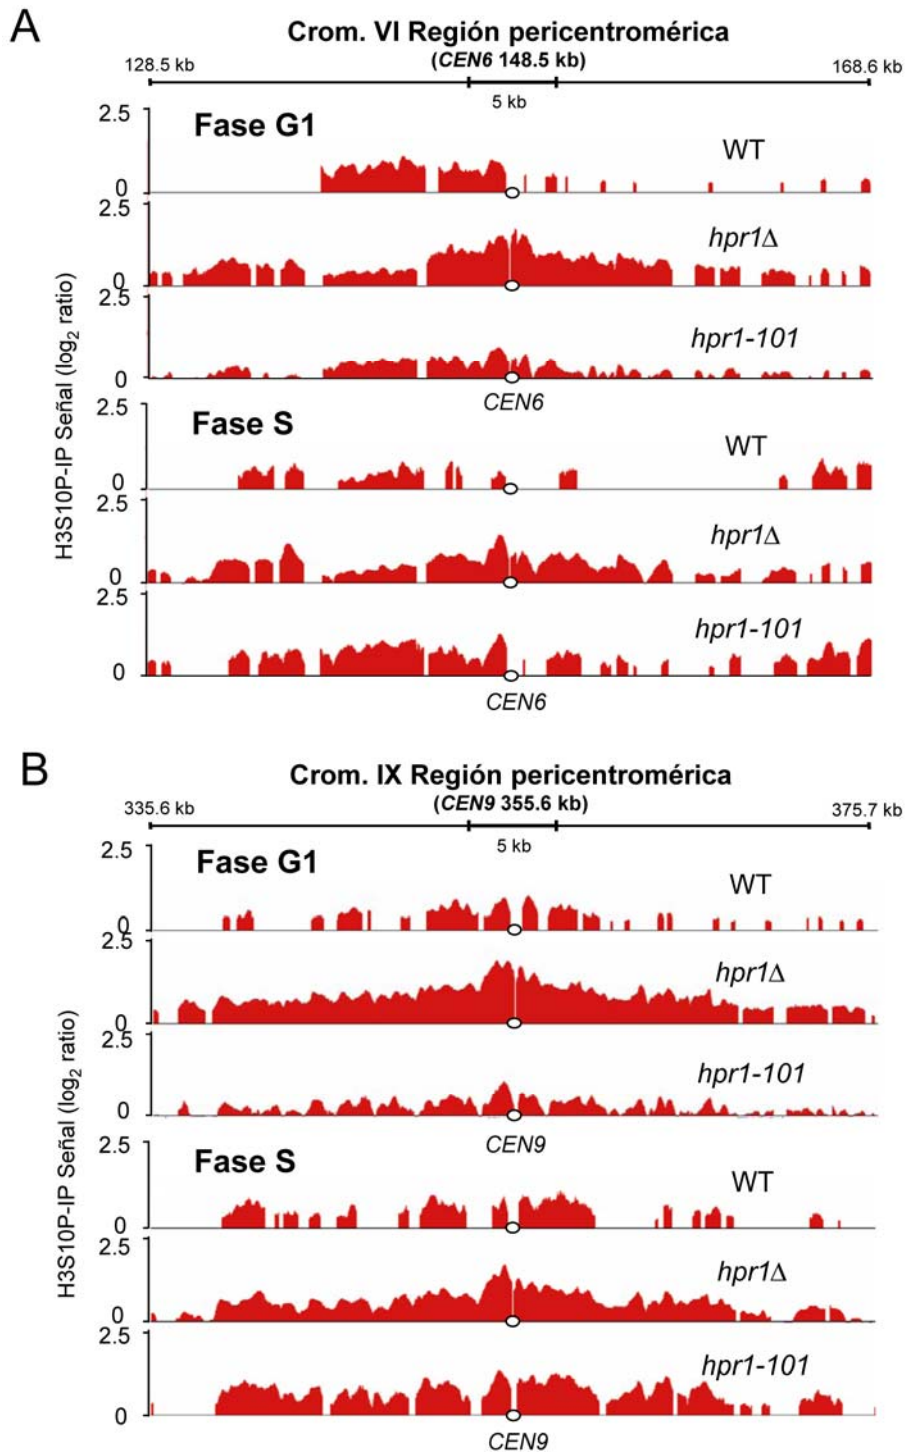 A
Crom. VI Región pericentromérica
(CEN6 148.5 kb)
128.5 kb
168.6 kb
5 kb
H3S10P-IP Señal (log2 ratio)
2.5
Fase G1
WT
0
2.5
hpr1Δ
0
2.5
hpr1-101
0
CEN6
2.5
Fase S
WT
0
2.5
hpr1Δ
0
2.5
hpr1-101
0
CEN6
B
Crom. IX Región pericentromérica
(CEN9 355.6 kb)
335.6 kb
375.7 kb
5 kb
H3S10P-IP Señal (log2 ratio)
2.5
Fase G1
WT
0
2.5
hpr1Δ
0
2.5
hpr1-101
0
CEN9
2.5
Fase S
WT
0
2.5
hpr1Δ
0
2.5
hpr1-101
0
CEN9